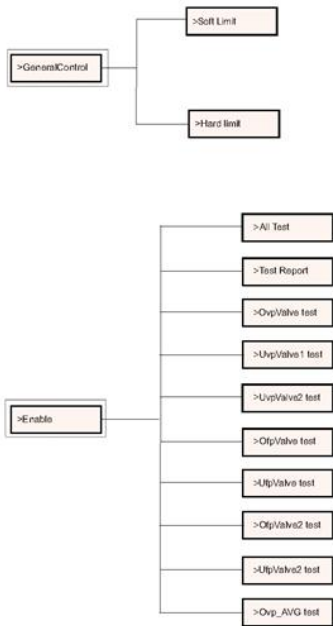 >Soft Limit
>GeneralControl
>Hard limit
>All Test
>Test Report
>OvpValve test
>UvpValve1 test
>UvpValve2 test
>Enable
>OfpValve test
>UfpValve test
>OfpValve2 test
>UfpValve2 test
>Ovp_AVG test